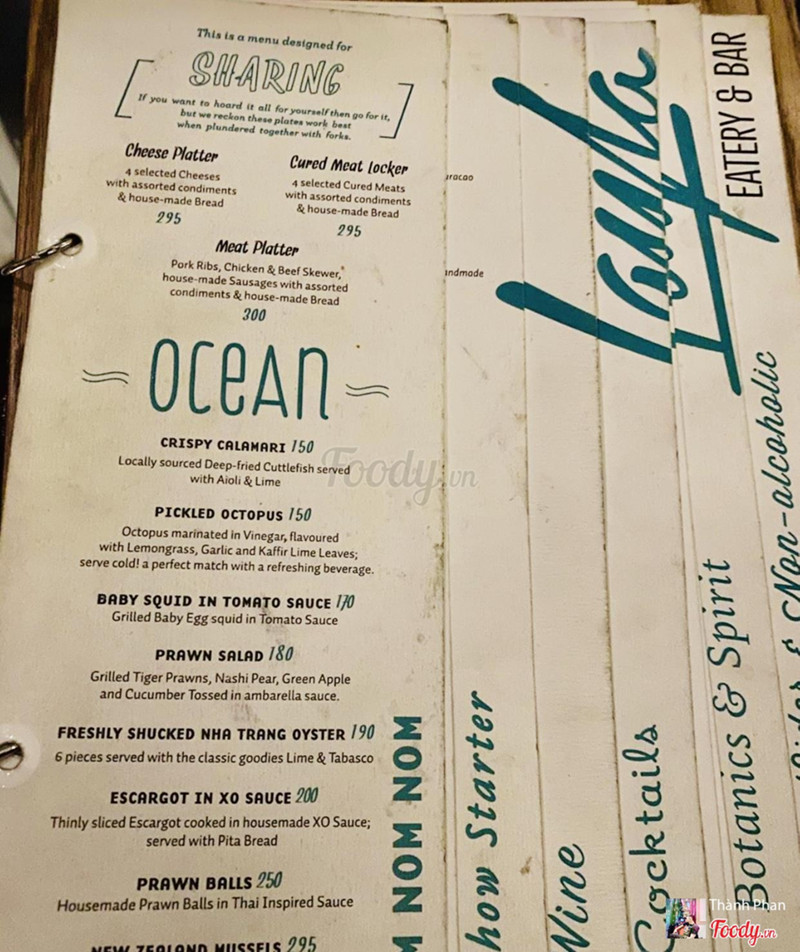 This is a menu designed for
SHARING
If you want to hoard it all for yourself then go for it,
but we reckon these plates work best
when plundered together with forks.
Cheese Platter
4 selected Cheeses
with assorted condiments
& house-made Bread
295
Cured Meat Locker
4 selected Cured Meats
with assorted condiments
& house-made Bread
295
Meat Platter
Pork Ribs, Chicken & Beef Skewer,
house-made Sausages with assorted
condiments & house-made Bread
300
OCEAN
CRISPY CALAMARI 150
Locally sourced Deep-fried Cuttlefish served
with Aioli & Lime
PICKLED OCTOPUS 150
Octopus marinated in Vinegar, flavoured
with Lemongrass, Garlic and Kaffir Lime Leaves;
serve cold! a perfect match with a refreshing beverage.
BABY SQUID IN TOMATO SAUCE 170
Grilled Baby Egg squid in Tomato Sauce
PRAWN SALAD 180
Grilled Tiger Prawns, Nashi Pear, Green Apple
and Cucumber Tossed in ambarella sauce.
FRESHLY SHUCKED NHA TRANG OYSTER 190
6 pieces served with the classic goodies Lime & Tabasco
ESCARGOT IN XO SAUCE 200
Thinly sliced Escargot cooked in housemade XO Sauce;
served with Pita Bread
PRAWN BALLS 250
Housemade Prawn Balls in Thai Inspired Sauce
NEW ZEALAND MUSSELS 295
NOM NOM NOM
uracao
andmade
how Starter
Wine
Cocktails
Botanics & Spirit
& Non-alcoholic
EATERY & BAR
Foody.vn
Thành Phan
Foody.vn